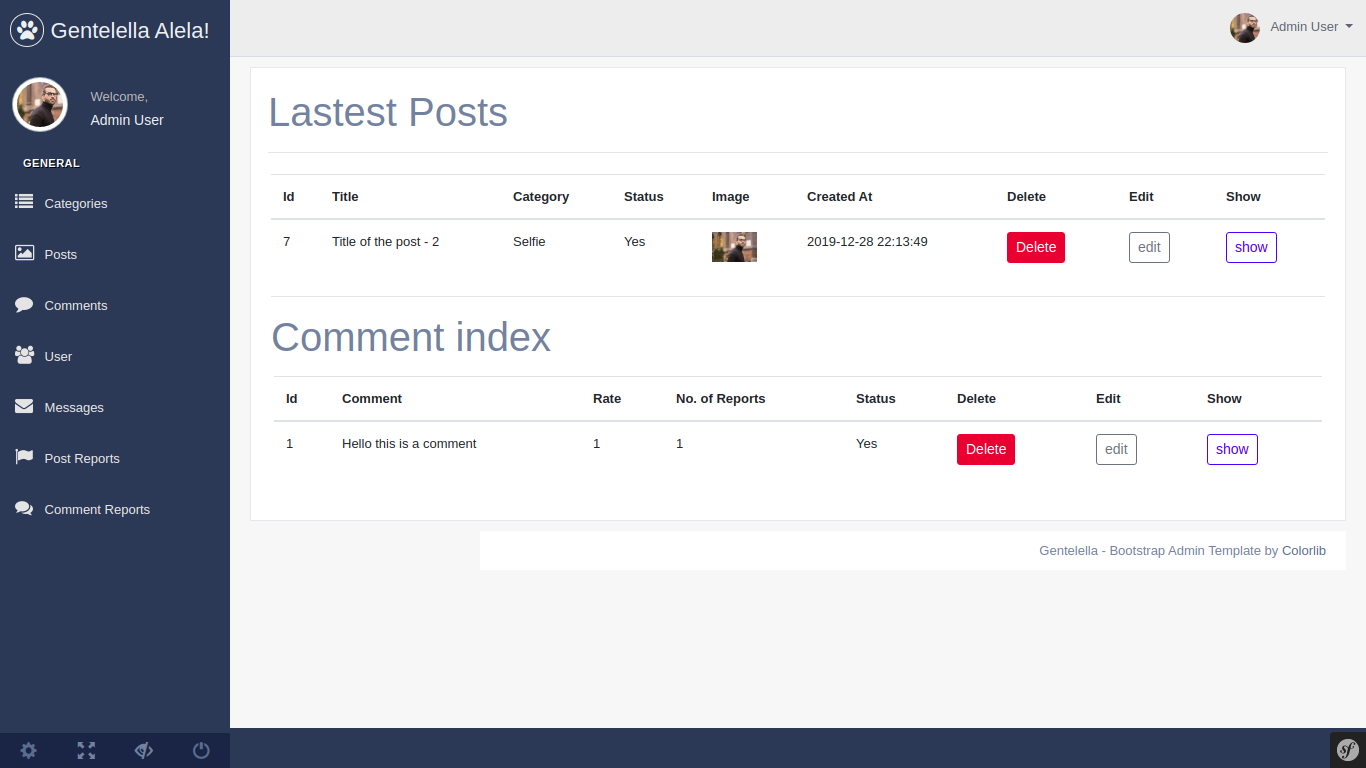 Gentelella Alela!
Admin User
Welcome,
Admin User
GENERAL
Categories
Posts
Comments
User
Messages
Post Reports
Comment Reports
Lastest Posts
Id Title Category Status Image Created At Delete Edit Show
7 Title of the post - 2 Selfie Yes 2019-12-28 22:13:49 Delete edit show
Comment index
Id Comment Rate No. of Reports Status Delete Edit Show
1 Hello this is a comment 1 1 Yes Delete edit show
Gentelella - Bootstrap Admin Template by Colorlib
sf